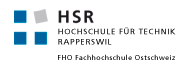 HSR
HOCHSCHULE FÜR TECHNIK
RAPPERSWIL
FHO Fachhochschule Ostschweiz